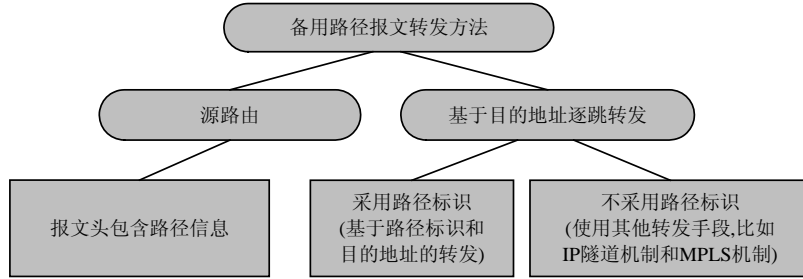 备用路径报文转发方法
源路由
基于目的地址逐跳转发
报文头包含路径信息
采用路径标识
(基于路径标识和
目的地址的转发)
不采用路径标识
(使用其他转发手段,比如
IP隧道机制和MPLS机制)